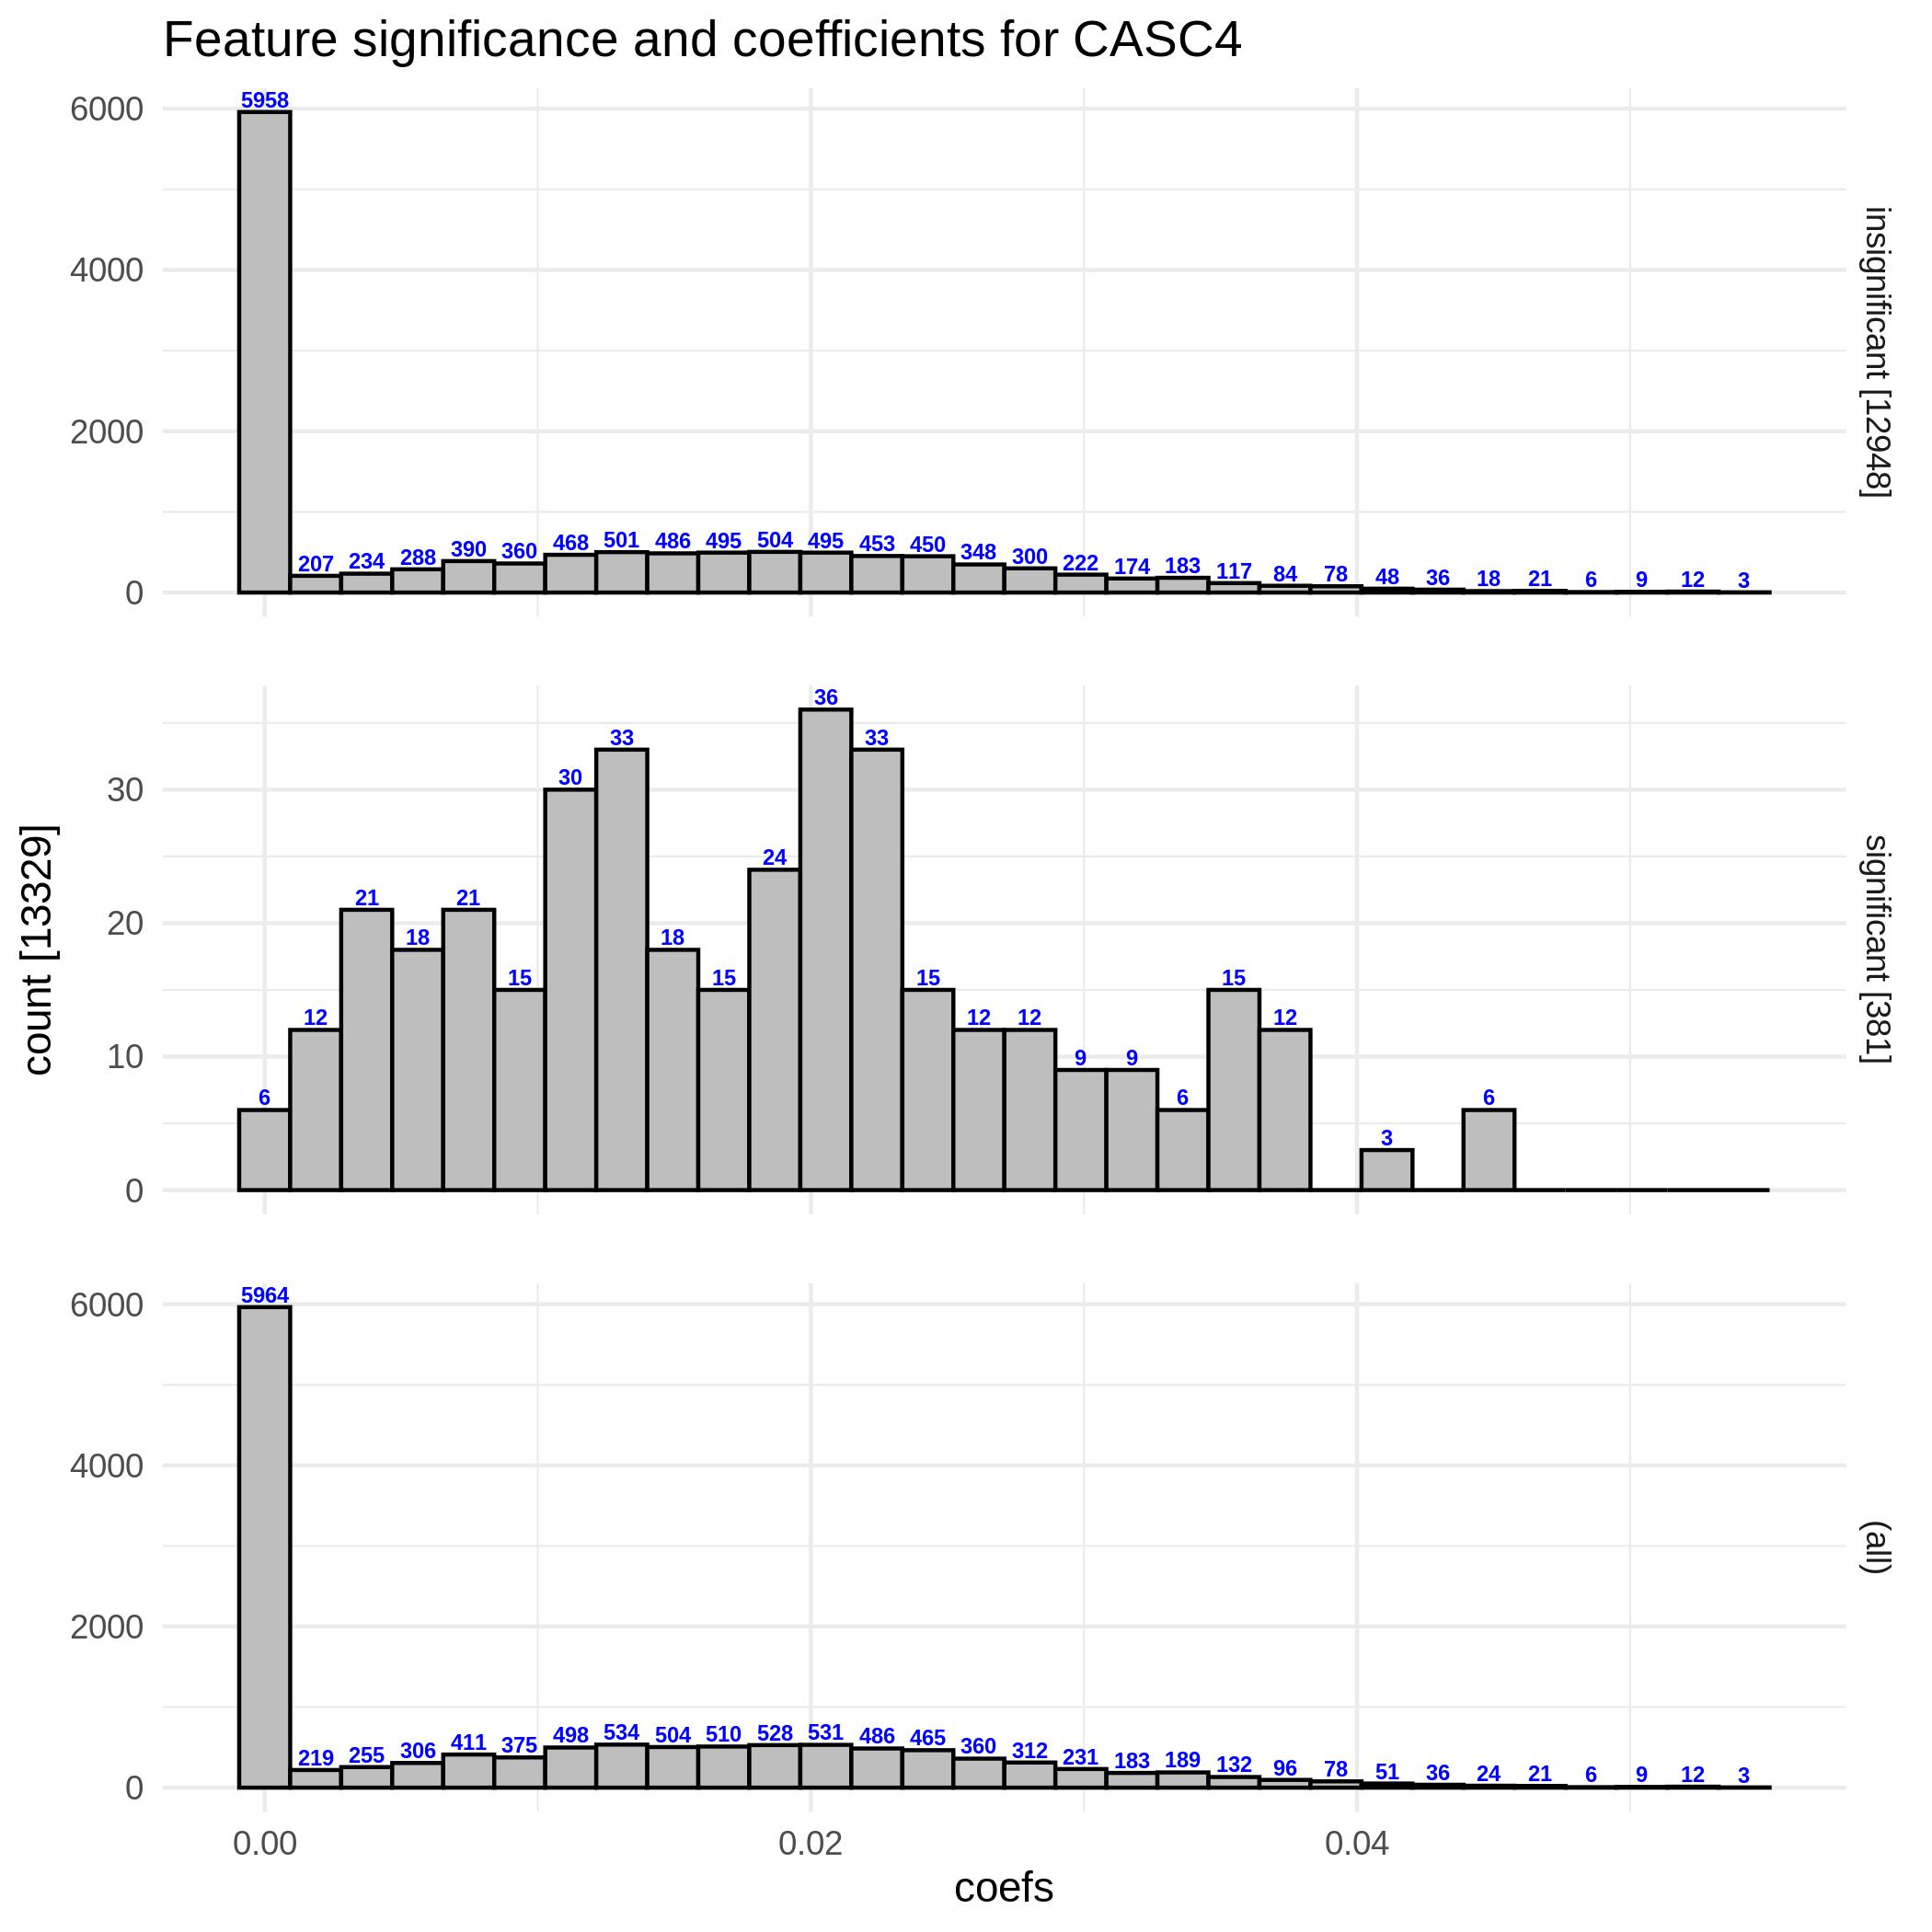 Feature significance and coefficients for CASC4
count [13329]
6000
4000
2000
0
5958
207 234 288 390 360 468 501 486 495 504 495 453 450 348 300 222 174 183 117 84 78 48 36 18 21 6 9 12 3
insignificant [12948]
30
20
10
0
6 12 21 18 21 15 30 33 18 15 24 36 33 15 12 12 9 9 6 15 12 3 6
significant [381]
6000
4000
2000
0
5964
219 255 306 411 375 498 534 504 510 528 531 486 465 360 312 231 183 189 132 96 78 51 36 24 21 6 9 12 3
(all)
0.00 0.02 0.04
coefs